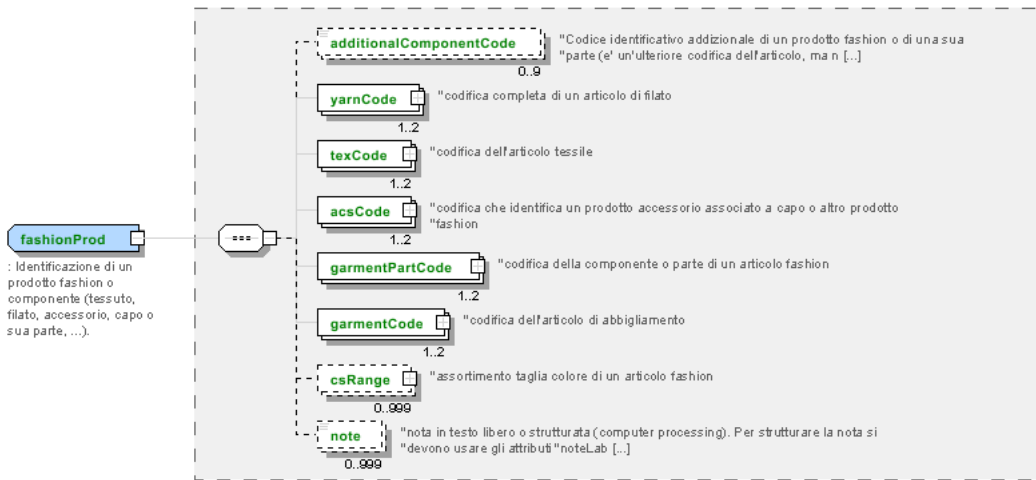 additionalComponentCode
"Codice identificativo addizionale di un prodotto fashion o di una sua
"parte (e' un'ulteriore codifica dell'articolo, ma n [...]
0..9
yarnCode
"codifica completa di un articolo di filato
1..2
texCode
"codifica dell'articolo tessile
1..2
acsCode
"codifica che identifica un prodotto accessorio associato a capo o altro prodotto
"fashion
1..2
fashionProd
: Identificazione di un
prodotto fashion o
componente (tessuto,
filato, accessorio, capo o
sua parte, ...).
garmentPartCode
"codifica della componente o parte di un articolo fashion
1..2
garmentCode
"codifica dell'articolo di abbigliamento
1..2
csRange
"assortimento taglia colore di un articolo fashion
0..999
note
"nota in testo libero o strutturata (computer processing). Per strutturare la nota si
"devono usare gli attributi "noteLab [...]
0..999